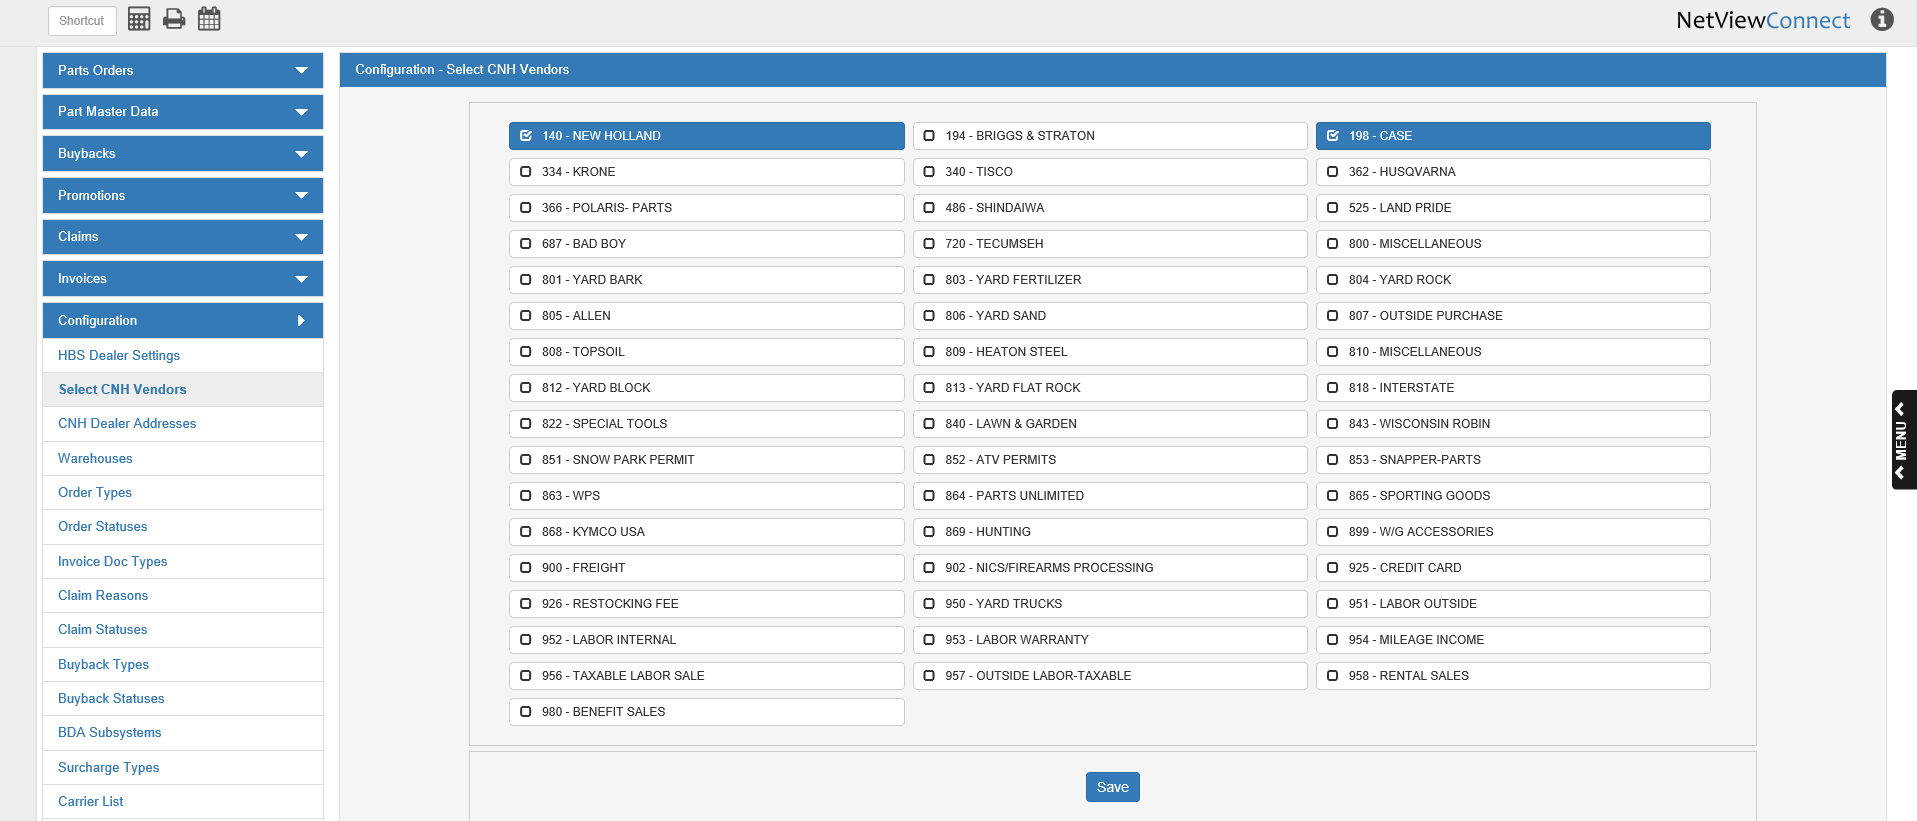 Shortcut
NetViewConnect
Parts Orders
Part Master Data
Buybacks
Promotions
Claims
Invoices
Configuration
HBS Dealer Settings
Select CNH Vendors
CNH Dealer Addresses
Warehouses
Order Types
Order Statuses
Invoice Doc Types
Claim Reasons
Claim Statuses
Buyback Types
Buyback Statuses
BDA Subsystems
Surcharge Types
Carrier List
Configuration - Select CNH Vendors
140 - NEW HOLLAND
194 - BRIGGS & STRATON
198 - CASE
334 - KRONE
340 - TISCO
362 - HUSQVARNA
366 - POLARIS- PARTS
486 - SHINDAIWA
525 - LAND PRIDE
687 - BAD BOY
720 - TECUMSEH
800 - MISCELLANEOUS
801 - YARD BARK
803 - YARD FERTILIZER
804 - YARD ROCK
805 - ALLEN
806 - YARD SAND
807 - OUTSIDE PURCHASE
808 - TOPSOIL
809 - HEATON STEEL
810 - MISCELLANEOUS
812 - YARD BLOCK
813 - YARD FLAT ROCK
818 - INTERSTATE
822 - SPECIAL TOOLS
840 - LAWN & GARDEN
843 - WISCONSIN ROBIN
851 - SNOW PARK PERMIT
852 - ATV PERMITS
853 - SNAPPER-PARTS
863 - WPS
864 - PARTS UNLIMITED
865 - SPORTING GOODS
868 - KYMCO USA
869 - HUNTING
899 - W/G ACCESSORIES
900 - FREIGHT
902 - NICS/FIREARMS PROCESSING
925 - CREDIT CARD
926 - RESTOCKING FEE
950 - YARD TRUCKS
951 - LABOR OUTSIDE
952 - LABOR INTERNAL
953 - LABOR WARRANTY
954 - MILEAGE INCOME
956 - TAXABLE LABOR SALE
957 - OUTSIDE LABOR-TAXABLE
958 - RENTAL SALES
980 - BENEFIT SALES
Save
MENU